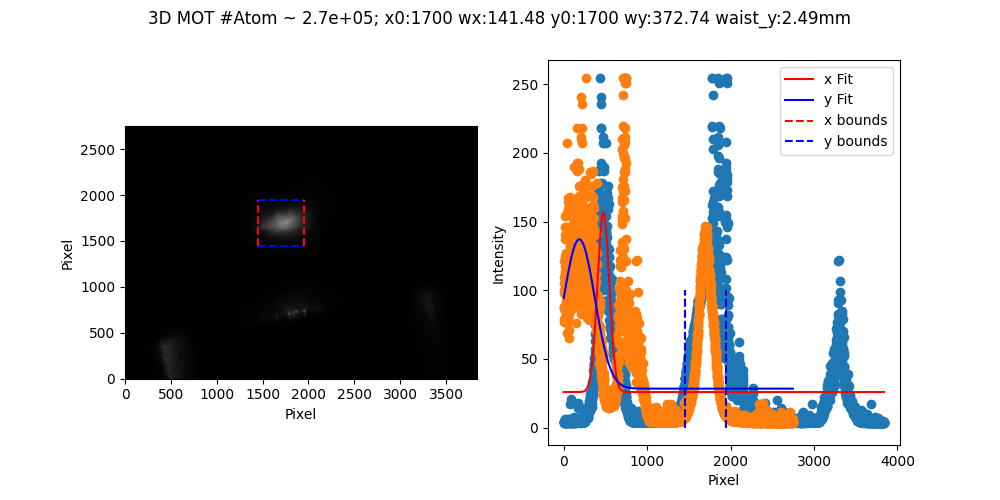 3D MOT #Atom ~ 2.7e+05; x0:1700 wx:141.48 y0:1700 wy:372.74 waist_y:2.49mm
2500
2000
1500
1000
500
0
Pixel
0 500 1000 1500 2000 2500 3000 3500
Pixel
250
200
150
100
50
0
Intensity
x Fit
y Fit
x bounds
y bounds
0 1000 2000 3000 4000
Pixel